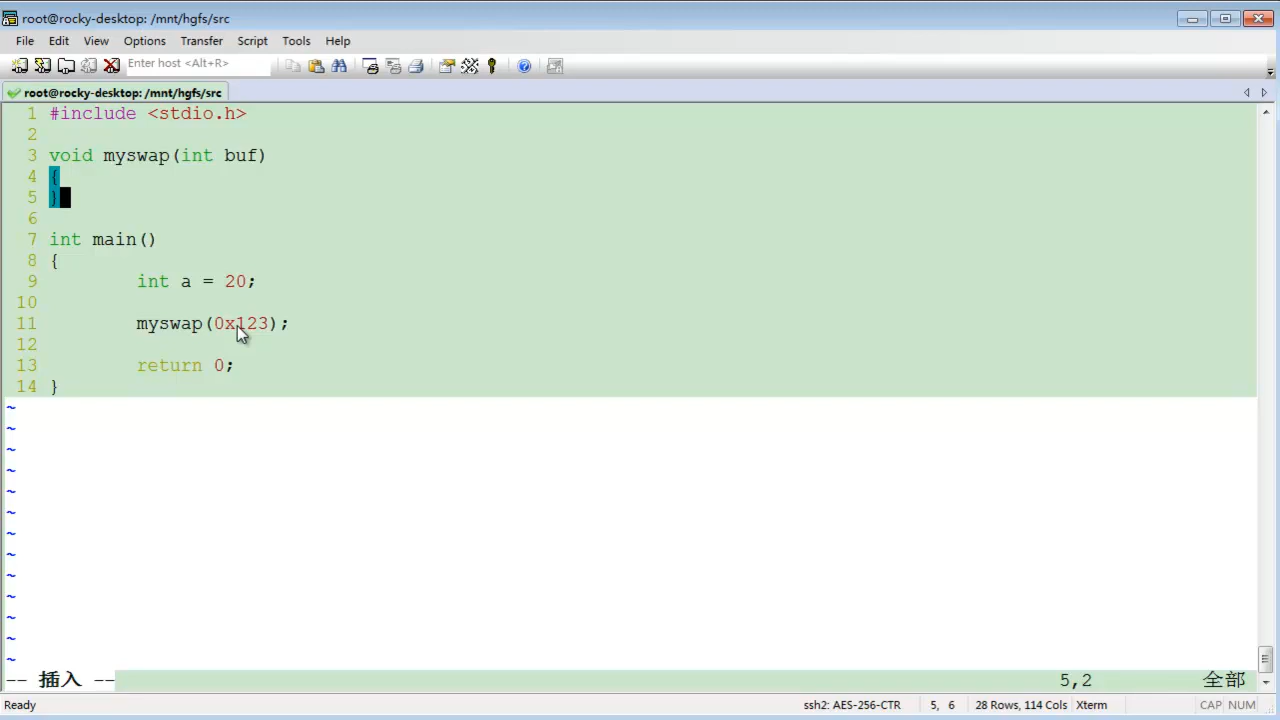 root@rocky-desktop: /mnt/hgfs/src
File Edit View Options Transfer Script Tools Help
Enter host <Alt+R>
root@rocky-desktop: /mnt/hgfs/src
1 #include <stdio.h>
2
3 void myswap(int buf)
4 {
5 }
6
7 int main()
8 {
9 int a = 20;
10
11 myswap(0x123);
12
13 return 0;
14 }
~
~
~
~
~
~
~
~
~
~
~
~
~
-- 插入 -- 5,2 全部
Ready ssh2: AES-256-CTR 5, 6 28 Rows, 114 Cols Xterm CAP NUM